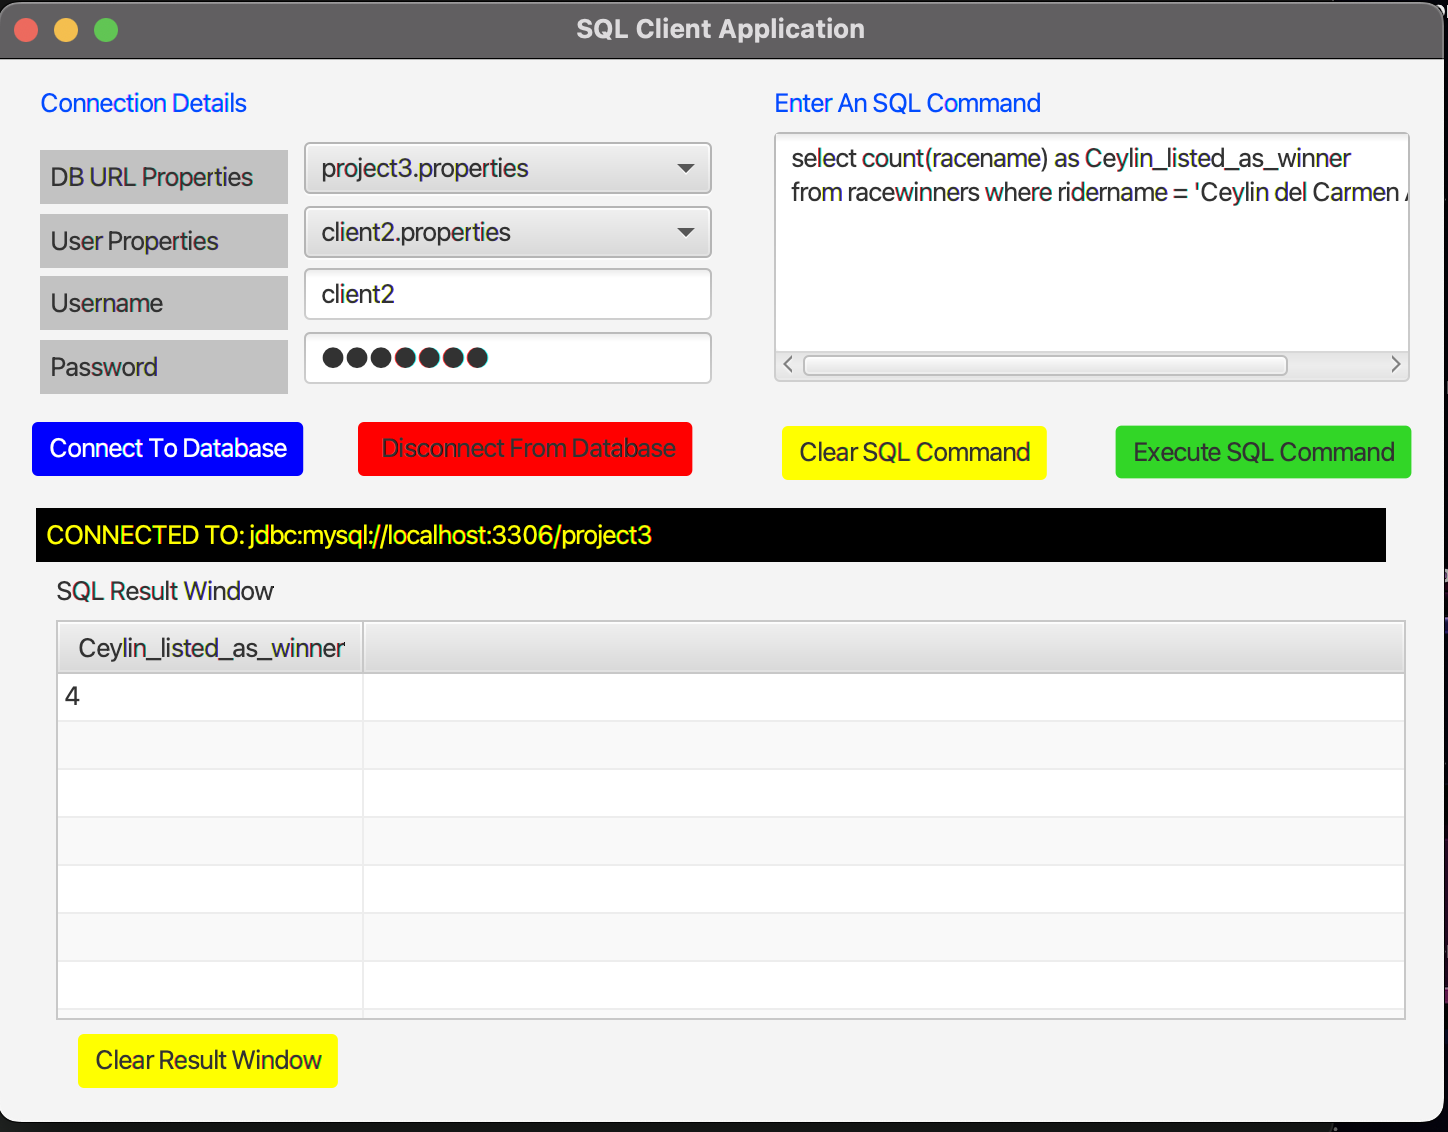 SQL Client Application
Connection Details
Enter An SQL Command
DB URL Properties
project3.properties
User Properties
client2.properties
Username
client2
Password
select count(racename) as Ceylin_listed_as_winner
from racewinners where ridername = 'Ceylin del Carmen
Connect To Database
Disconnect From Database
Clear SQL Command
Execute SQL Command
CONNECTED TO: jdbc:mysql://localhost:3306/project3
SQL Result Window
Ceylin_listed_as_winner
4
Clear Result Window